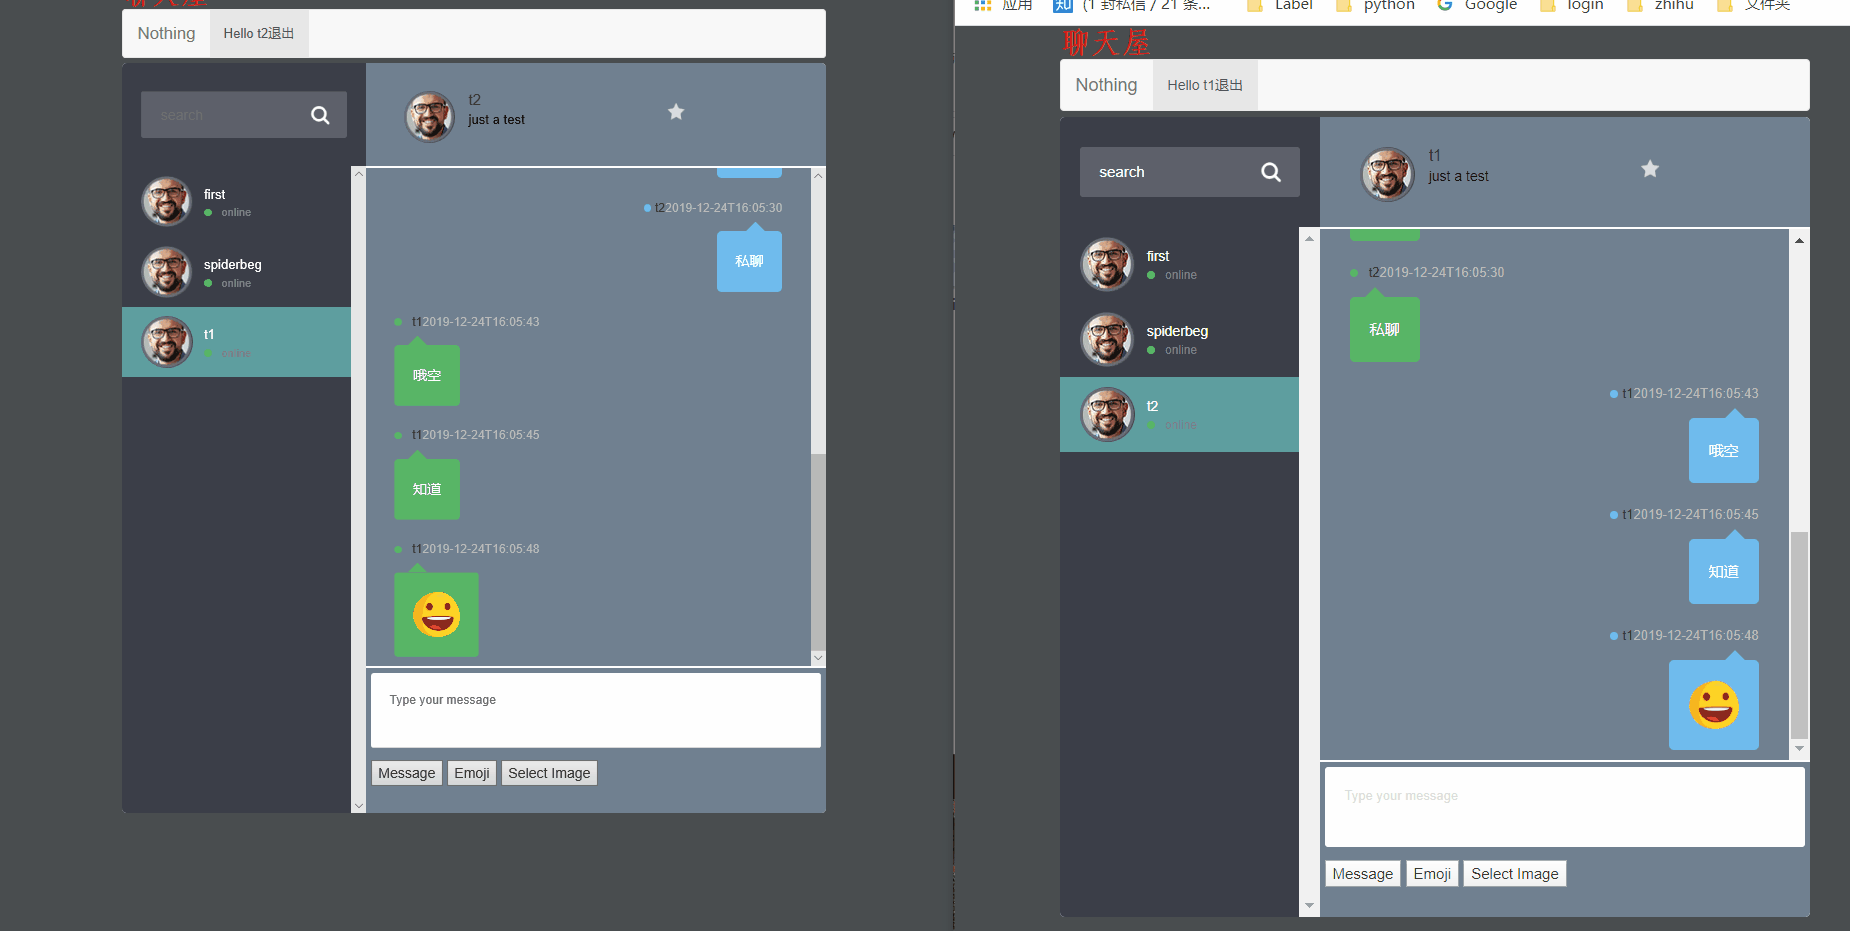 聊天屋
Nothing
Hello t2退出
search
t2
just a test
first
online
spiderbeg
online
t1
online
t22019-12-24T16:05:30
私聊
t12019-12-24T16:05:43
哦空
t12019-12-24T16:05:45
知道
t12019-12-24T16:05:48
Type your message
Message
Emoji
Select Image
应用
知
(1 封私信 / 21 条...
Label
python
Google
login
zhihu
文件夹
聊天屋
Nothing
Hello t1退出
search
t1
just a test
first
online
spiderbeg
online
t2
online
t22019-12-24T16:05:30
私聊
t12019-12-24T16:05:43
哦空
t12019-12-24T16:05:45
知道
t12019-12-24T16:05:48
Type your message
Message
Emoji
Select Image